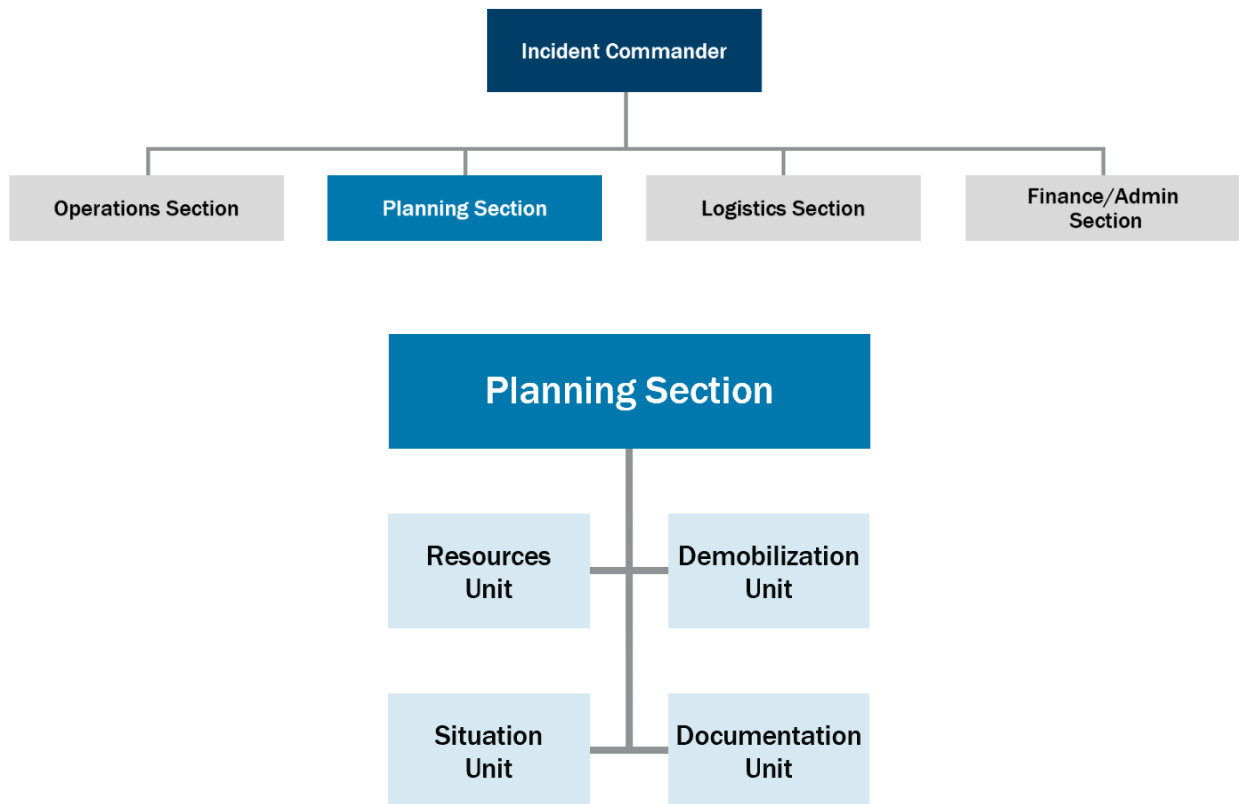 Incident Commander
Operations Section
Planning Section
Logistics Section
Finance/Admin
Section
Planning Section
Resources
Unit
Demobilization
Unit
Situation
Unit
Documentation
Unit